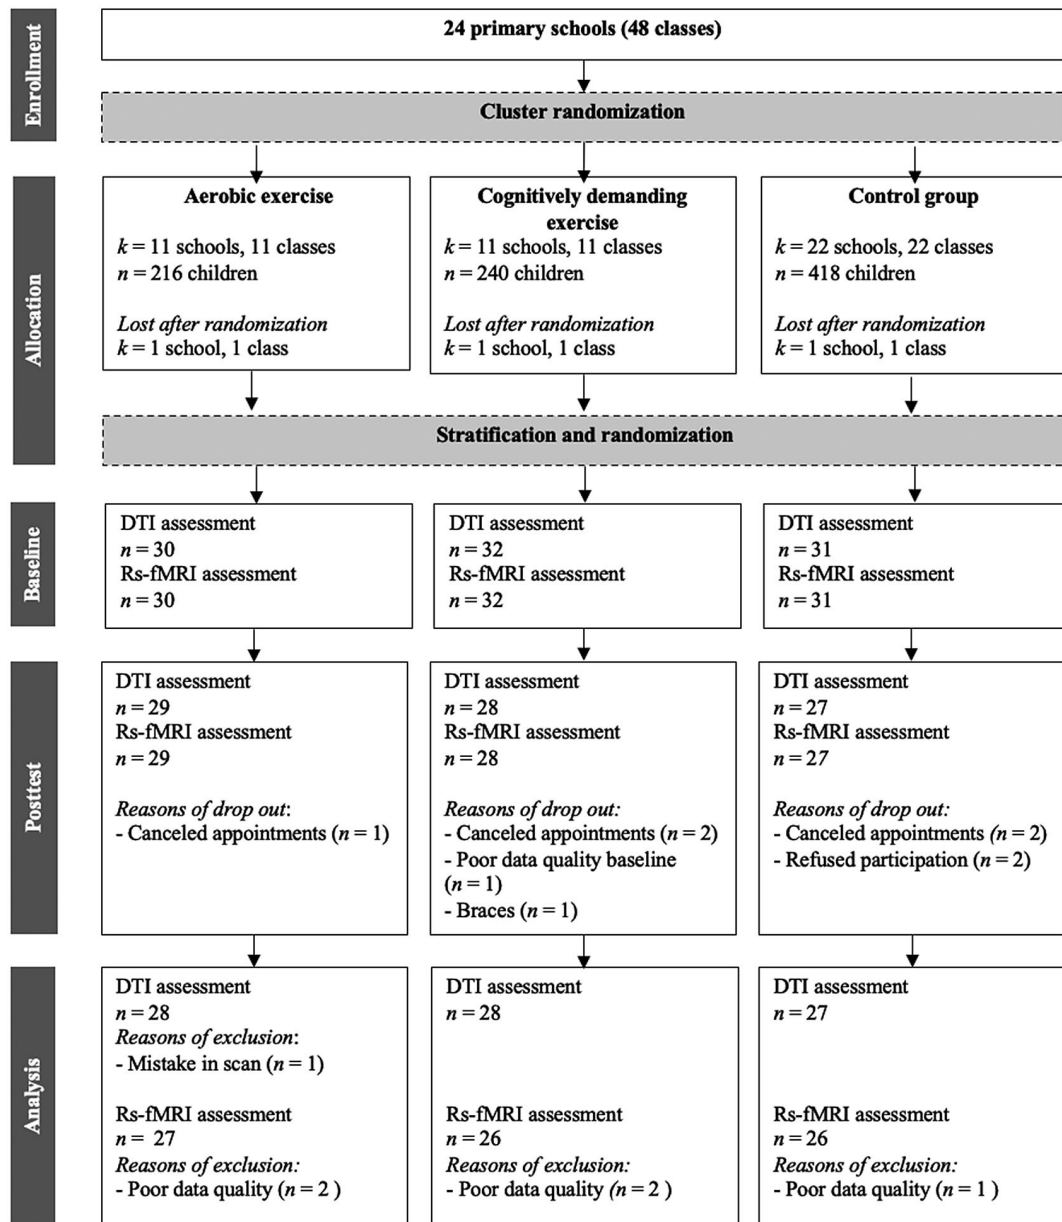 Enrollment
24 primary schools (48 classes)
Cluster randomization
Allocation
Aerobic exercise
k = 11 schools, 11 classes
n = 216 children
Lost after randomization
k = 1 school, 1 class
Cognitively demanding
exercise
k = 11 schools, 11 classes
n = 240 children
Lost after randomization
k = 1 school, 1 class
Control group
k = 22 schools, 22 classes
n = 418 children
Lost after randomization
k = 1 school, 1 class
Stratification and randomization
Baseline
DTI assessment
n = 30
Rs-fMRI assessment
n = 30
DTI assessment
n = 32
Rs-fMRI assessment
n = 32
DTI assessment
n = 31
Rs-fMRI assessment
n = 31
Posttest
DTI assessment
n = 29
Rs-fMRI assessment
n = 29
Reasons of drop out:
- Canceled appointments (n = 1)
DTI assessment
n = 28
Rs-fMRI assessment
n = 28
Reasons of drop out:
- Canceled appointments (n = 2)
- Poor data quality baseline
(n = 1)
- Braces (n = 1)
DTI assessment
n = 27
Rs-fMRI assessment
n = 27
Reasons of drop out:
- Canceled appointments (n = 2)
- Refused participation (n = 2)
Analysis
DTI assessment
n = 28
Reasons of exclusion:
- Mistake in scan (n = 1)
Rs-fMRI assessment
n = 27
Reasons of exclusion:
- Poor data quality (n = 2 )
DTI assessment
n = 28
Rs-fMRI assessment
n = 26
Reasons of exclusion:
- Poor data quality (n = 2 )
DTI assessment
n = 27
Rs-fMRI assessment
n = 26
Reasons of exclusion:
- Poor data quality (n = 1 )